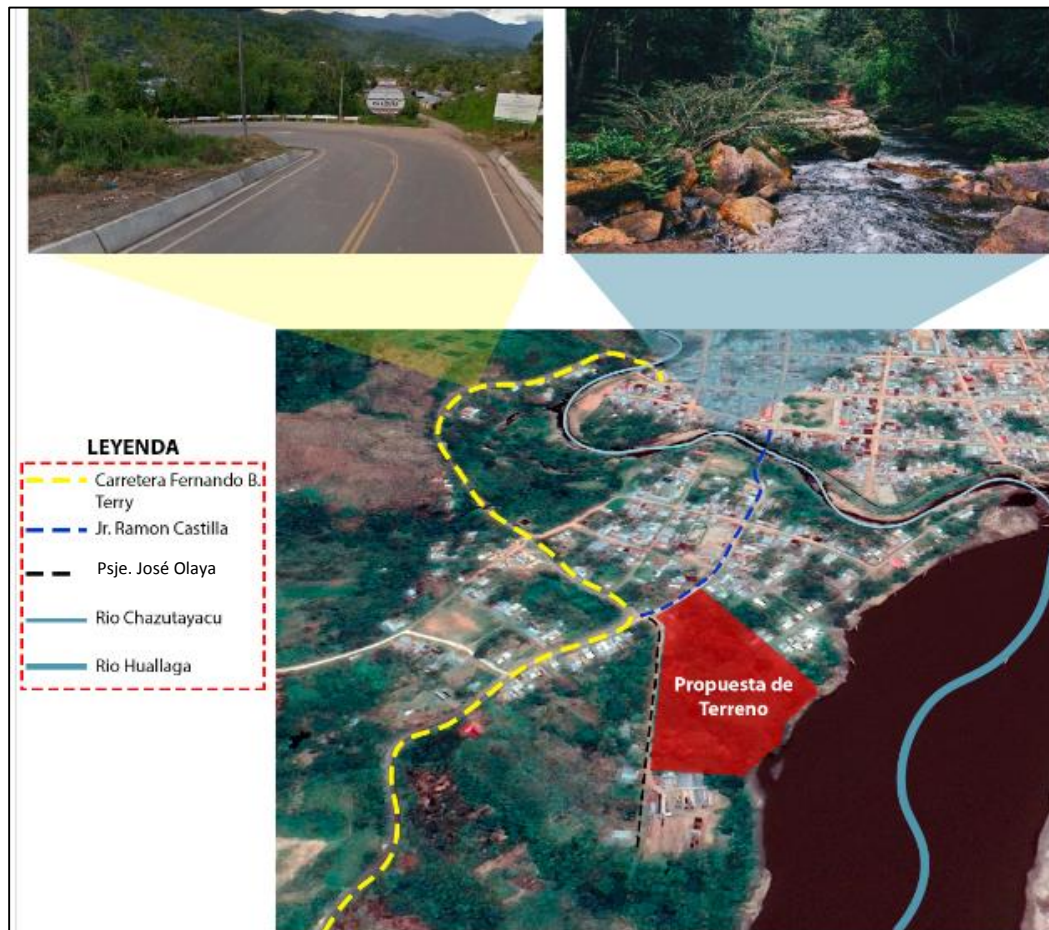 LEYENDA
Carretera Fernando B.
Terry
Jr. Ramon Castilla
Psje. José Olaya
Rio Chazutayacu
Rio Huallaga
Propuesta de
Terreno